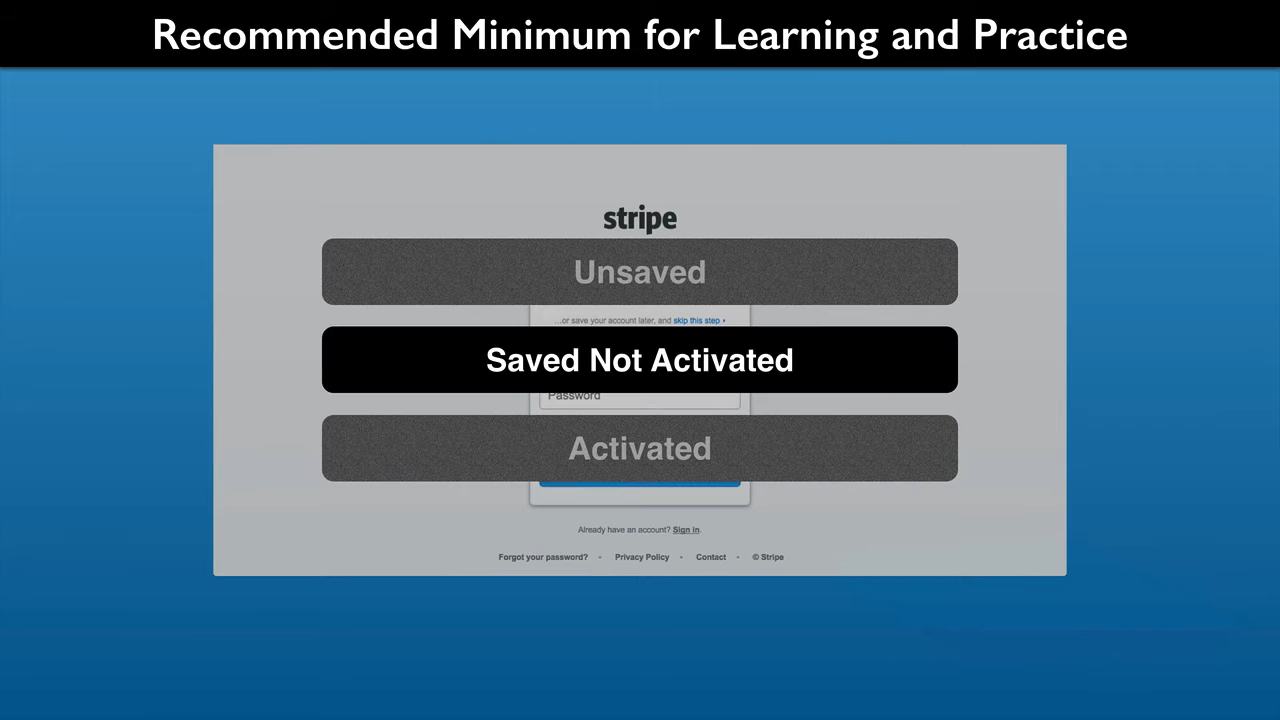 Recommended Minimum for Learning and Practice
stripe
Unsaved
...or save your account later, and skip this step ›
Saved Not Activated
Password
Activated
Already have an account? Sign in.
Forgot your password? • Privacy Policy • Contact • © Stripe